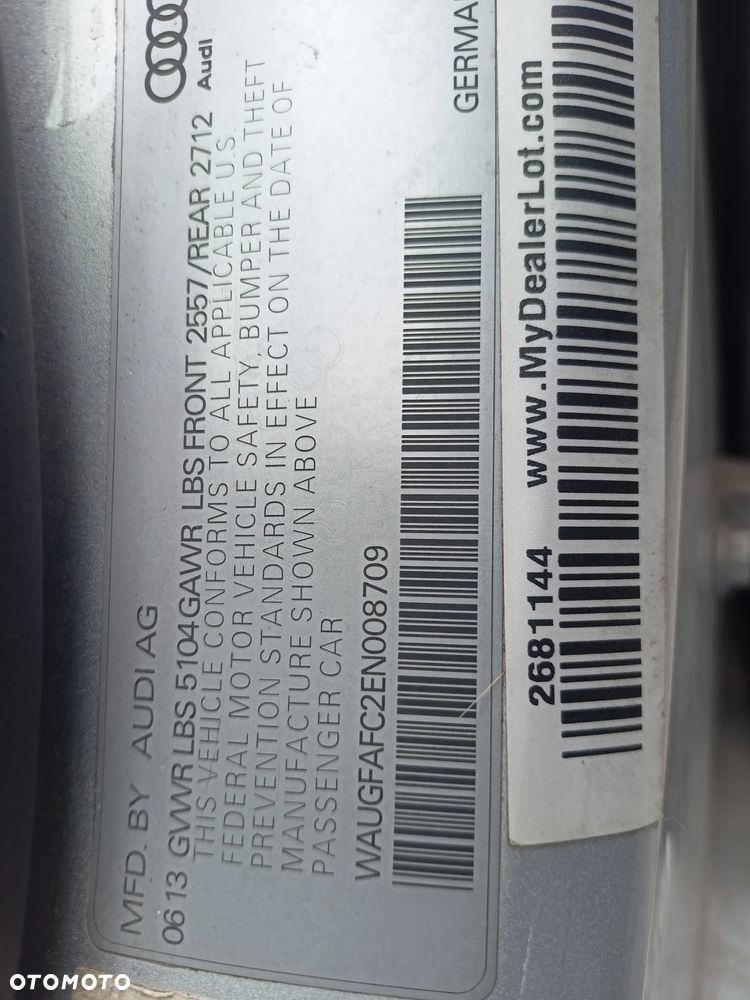 MFD. BY AUDI AG
Audi
0613 GVWR LBS 5104 GAWR LBS FRONT 2557/REAR 2712
THIS VEHICLE CONFORMS TO ALL APPLICABLE U.S.
FEDERAL MOTOR VEHICLE SAFETY, BUMPER AND THEFT
PREVENTION STANDARDS IN EFFECT ON THE DATE OF
MANUFACTURE SHOWN ABOVE
PASSENGER CAR
WAUGFAFC2EN008709
GERMA
2681144 www.MyDealerLot.com
OTOMOTO